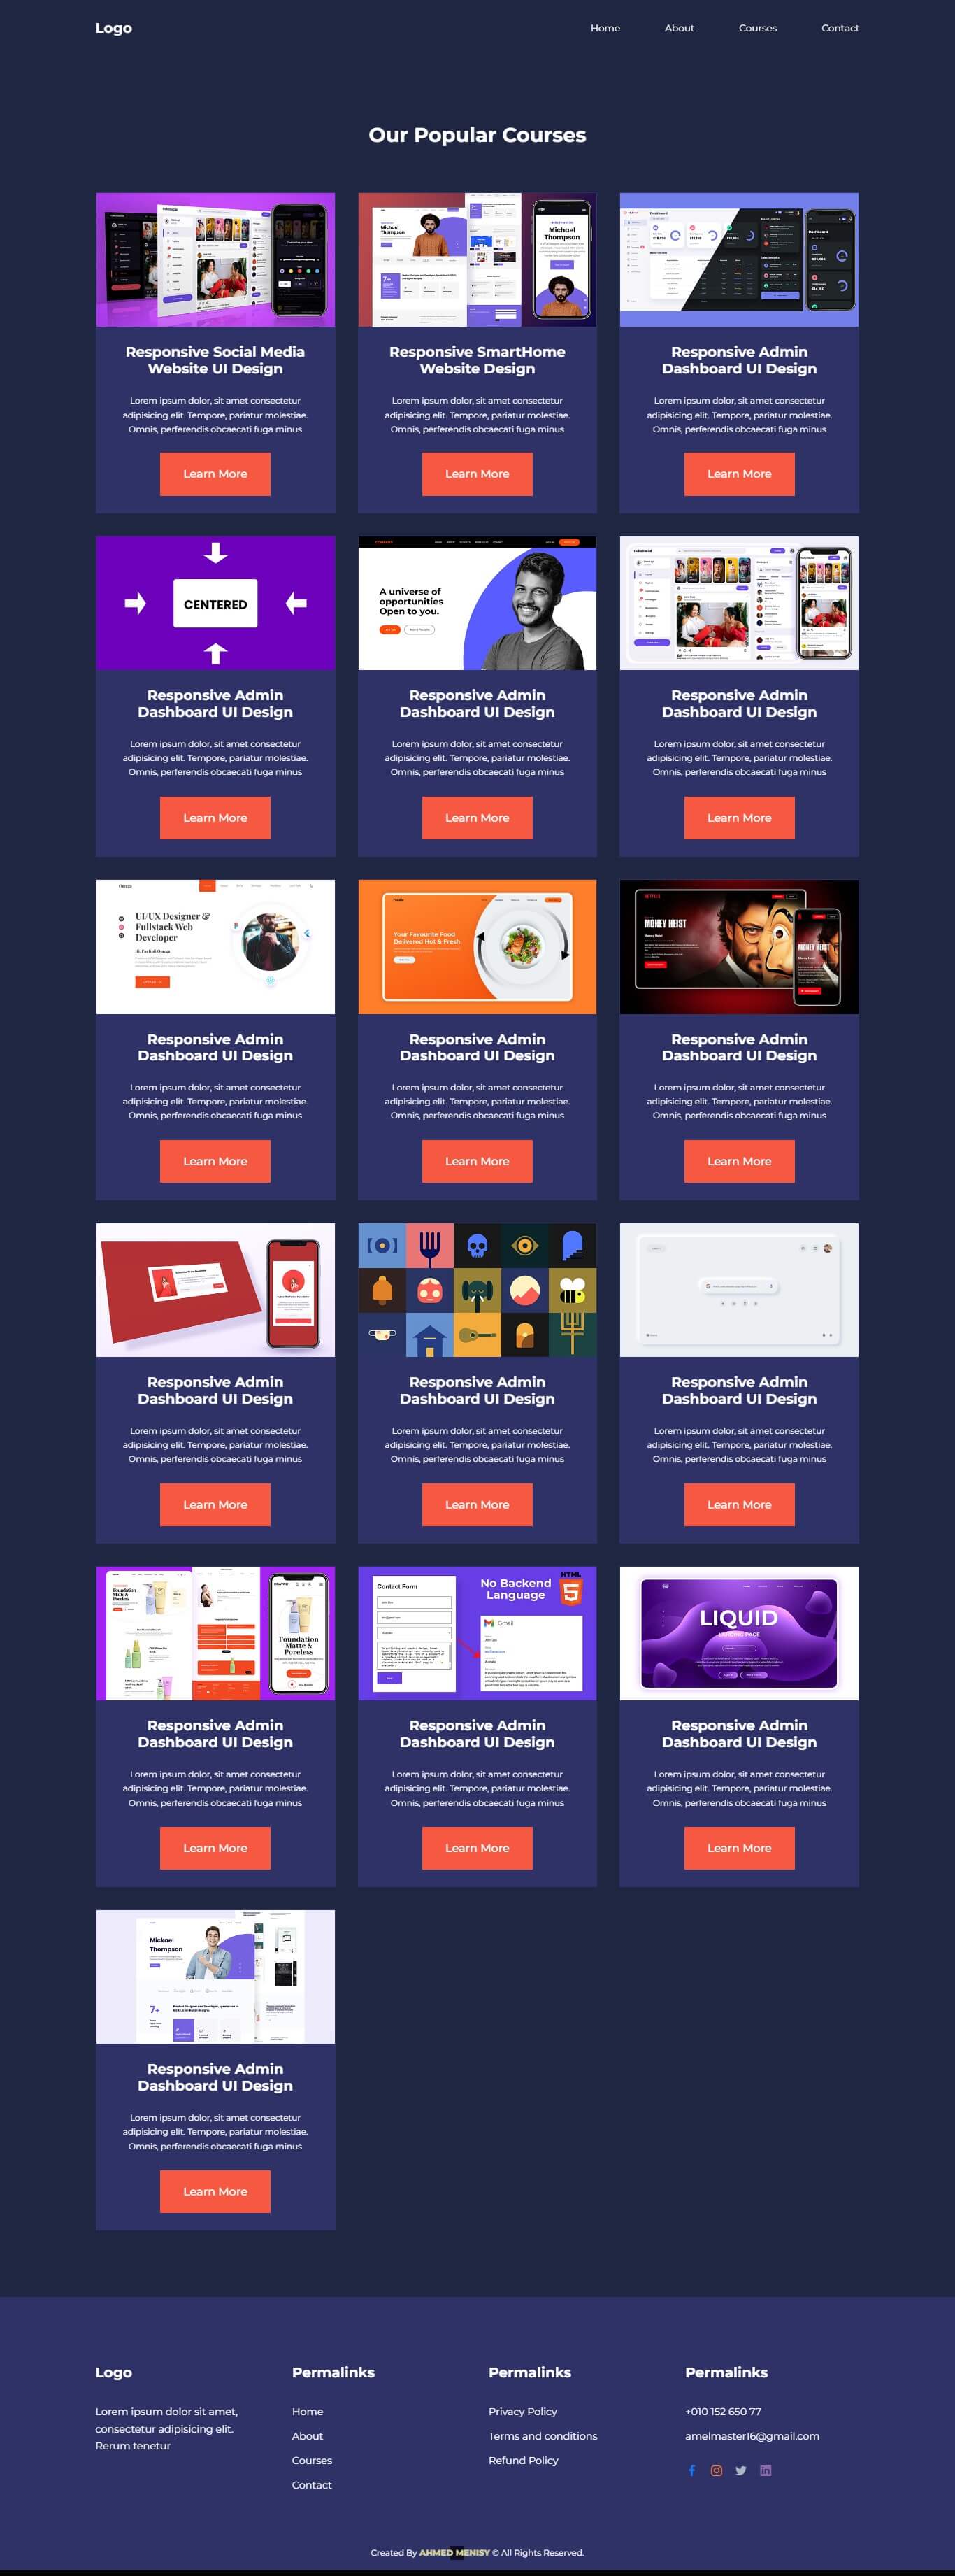 Logo
Home
About
Courses
Contact
Our Popular Courses
Responsive Social Media
Website UI Design
Lorem ipsum dolor, sit amet consectetur
adipisicing elit. Tempore, pariatur molestiae.
Omnis, perferendis obcaecati fuga minus
Learn More
Michael
Thompson
Michael
Thompson
Responsive SmartHome
Website Design
Lorem ipsum dolor, sit amet consectetur
adipisicing elit. Tempore, pariatur molestiae.
Omnis, perferendis obcaecati fuga minus
Learn More
Dashboard
Responsive Admin
Dashboard UI Design
Lorem ipsum dolor, sit amet consectetur
adipisicing elit. Tempore, pariatur molestiae.
Omnis, perferendis obcaecati fuga minus
Learn More
CENTERED
Responsive Admin
Dashboard UI Design
Lorem ipsum dolor, sit amet consectetur
adipisicing elit. Tempore, pariatur molestiae.
Omnis, perferendis obcaecati fuga minus
Learn More
A universe of
opportunities
Open to you.
Responsive Admin
Dashboard UI Design
Lorem ipsum dolor, sit amet consectetur
adipisicing elit. Tempore, pariatur molestiae.
Omnis, perferendis obcaecati fuga minus
Learn More
Responsive Admin
Dashboard UI Design
Lorem ipsum dolor, sit amet consectetur
adipisicing elit. Tempore, pariatur molestiae.
Omnis, perferendis obcaecati fuga minus
Learn More
UI/UX Designer &
Fullstack Web
Developer
Responsive Admin
Dashboard UI Design
Lorem ipsum dolor, sit amet consectetur
adipisicing elit. Tempore, pariatur molestiae.
Omnis, perferendis obcaecati fuga minus
Learn More
Your Favourite Food
Delivered Hot & Fresh
Responsive Admin
Dashboard UI Design
Lorem ipsum dolor, sit amet consectetur
adipisicing elit. Tempore, pariatur molestiae.
Omnis, perferendis obcaecati fuga minus
Learn More
NETFLIX
MONEY HEIST
Money Heist
MONEY HEIST
Responsive Admin
Dashboard UI Design
Lorem ipsum dolor, sit amet consectetur
adipisicing elit. Tempore, pariatur molestiae.
Omnis, perferendis obcaecati fuga minus
Learn More
Responsive Admin
Dashboard UI Design
Lorem ipsum dolor, sit amet consectetur
adipisicing elit. Tempore, pariatur molestiae.
Omnis, perferendis obcaecati fuga minus
Learn More
Responsive Admin
Dashboard UI Design
Lorem ipsum dolor, sit amet consectetur
adipisicing elit. Tempore, pariatur molestiae.
Omnis, perferendis obcaecati fuga minus
Learn More
Responsive Admin
Dashboard UI Design
Lorem ipsum dolor, sit amet consectetur
adipisicing elit. Tempore, pariatur molestiae.
Omnis, perferendis obcaecati fuga minus
Learn More
Foundation
Matte &
Poreless
Foundation
Matte &
Poreless
Responsive Admin
Dashboard UI Design
Lorem ipsum dolor, sit amet consectetur
adipisicing elit. Tempore, pariatur molestiae.
Omnis, perferendis obcaecati fuga minus
Learn More
Contact Form
No Backend
Language
HTML
5
Gmail
Responsive Admin
Dashboard UI Design
Lorem ipsum dolor, sit amet consectetur
adipisicing elit. Tempore, pariatur molestiae.
Omnis, perferendis obcaecati fuga minus
Learn More
LIQUID
LANDING PAGE
Responsive Admin
Dashboard UI Design
Lorem ipsum dolor, sit amet consectetur
adipisicing elit. Tempore, pariatur molestiae.
Omnis, perferendis obcaecati fuga minus
Learn More
Mickael
Thompson
7+
Responsive Admin
Dashboard UI Design
Lorem ipsum dolor, sit amet consectetur
adipisicing elit. Tempore, pariatur molestiae.
Omnis, perferendis obcaecati fuga minus
Learn More
Logo
Lorem ipsum dolor sit amet,
consectetur adipisicing elit.
Rerum tenetur
Permalinks
Home
About
Courses
Contact
Permalinks
Privacy Policy
Terms and conditions
Refund Policy
Permalinks
+010 152 650 77
amelmaster16@gmail.com
Created By AHMED MENISY © All Rights Reserved.